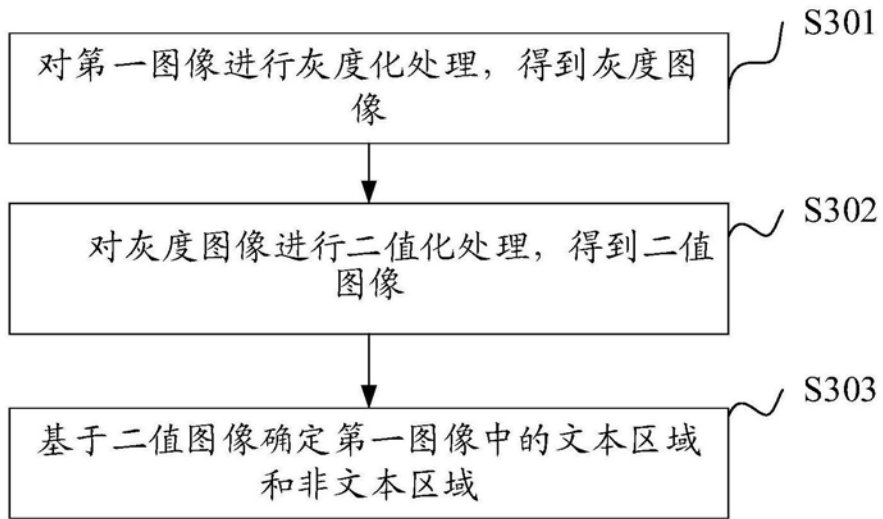 S301
对第一图像进行灰度化处理，得到灰度图
像
S302
对灰度图像进行二值化处理，得到二值
图像
S303
基于二值图像确定第一图像中的文本区域
和非文本区域